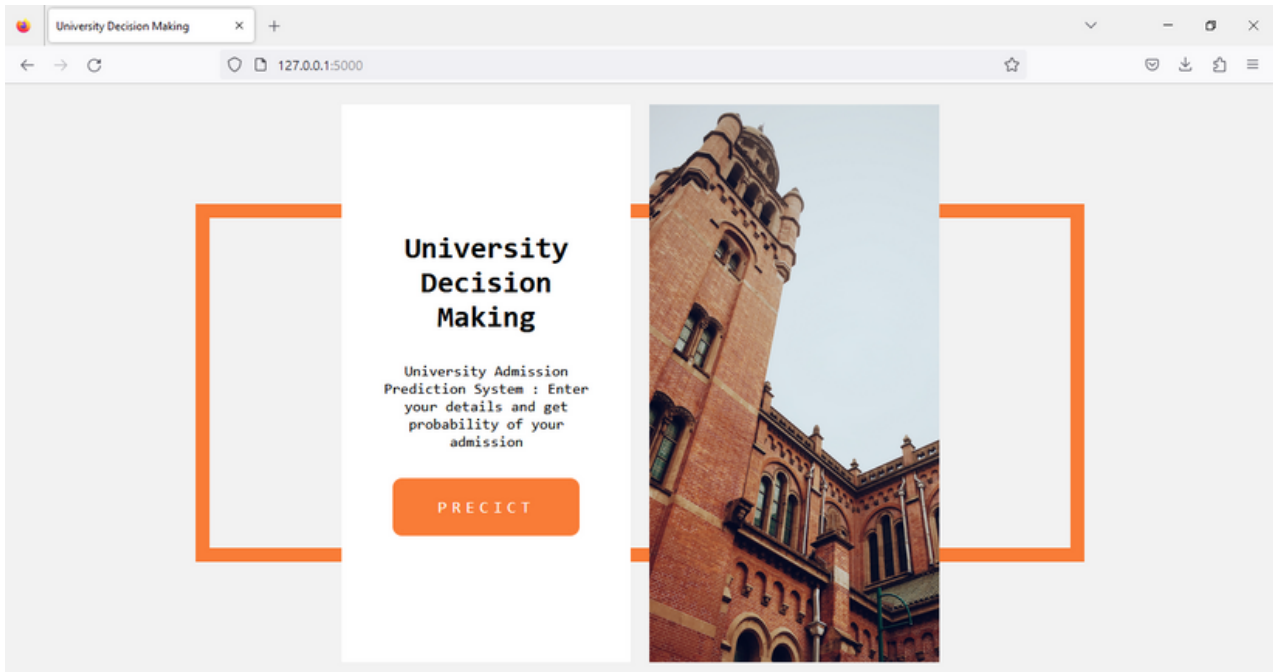 University Decision Making
127.0.0.1:5000
University
Decision
Making
University Admission
Prediction System : Enter
your details and get
probability of your
admission
PRECICT